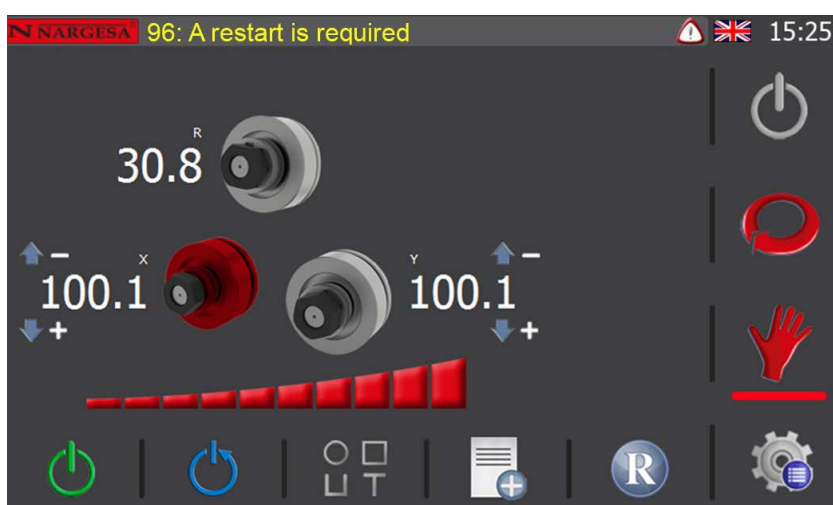 N NARGESA 96: A restart is required 15:25
R
30.8
X
100.1
Y
100.1
R